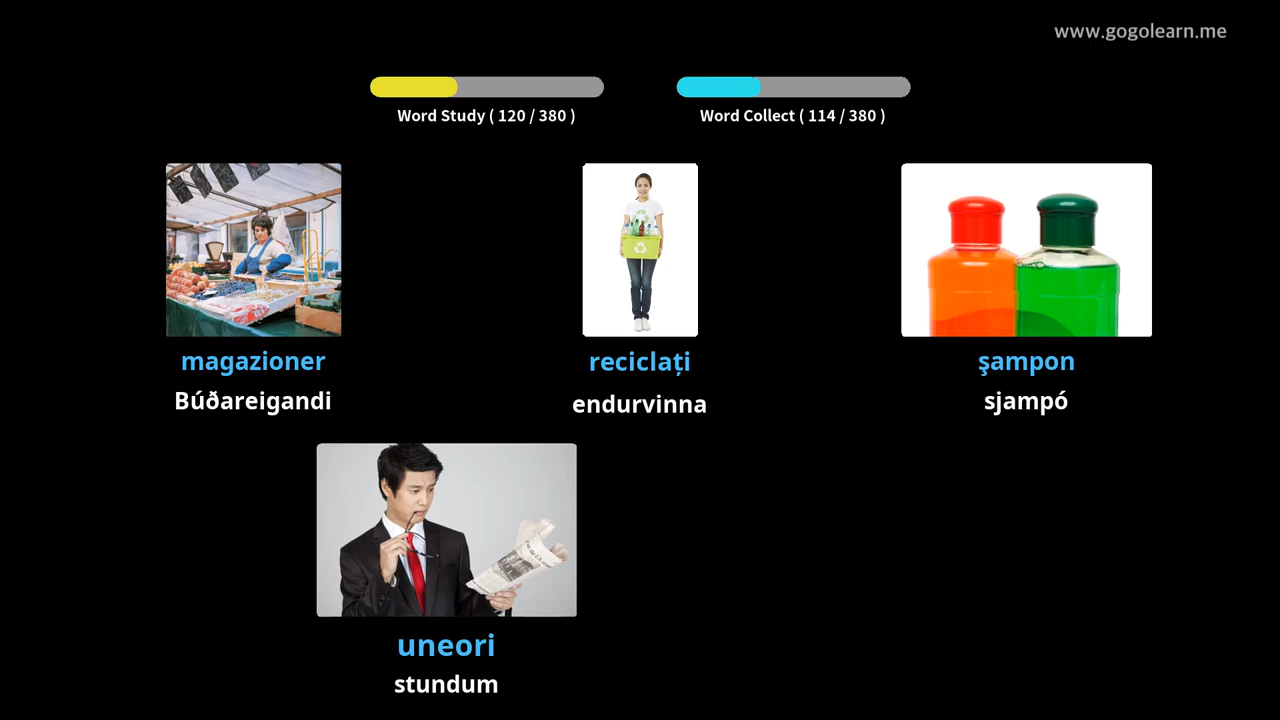 www.gogolearn.me
Word Study ( 120 / 380 )
Word Collect ( 114 / 380 )
magazioner
Búðareigandi
reciclați
endurvinna
şampon
sjampó
uneori
stundum